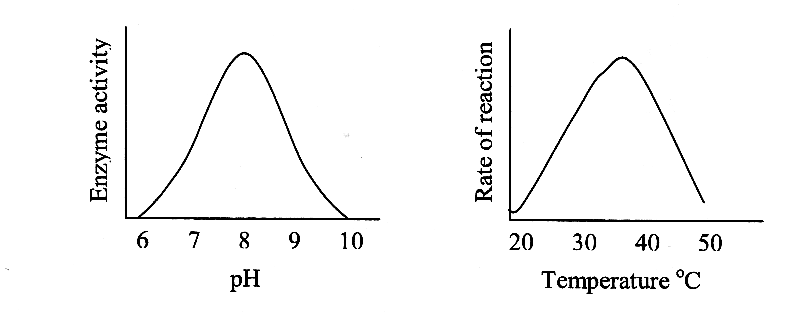 Enzyme activity
6 7 8 9 10
pH
Rate of reaction
20 30 40 50
Temperature °C